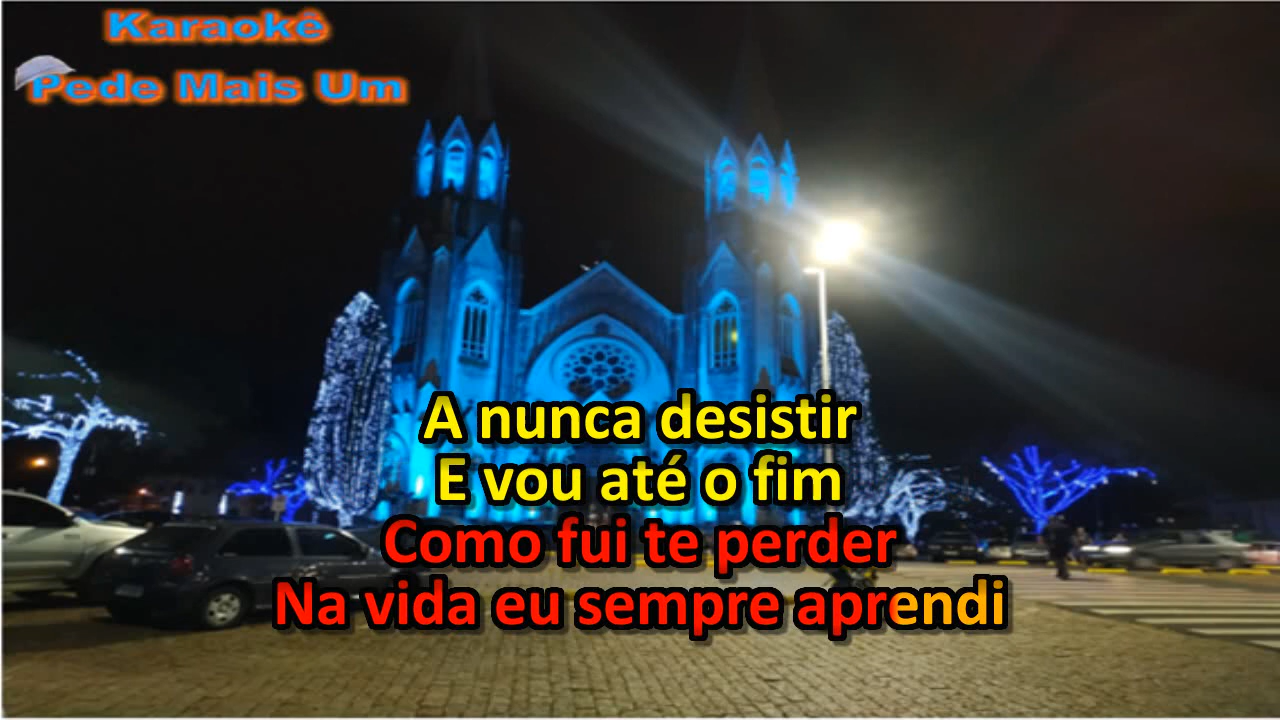 Karaokê
Pede Mais Um
A nunca desistir
E vou até o fim
Como fui te perder
Na vida eu sempre aprendi